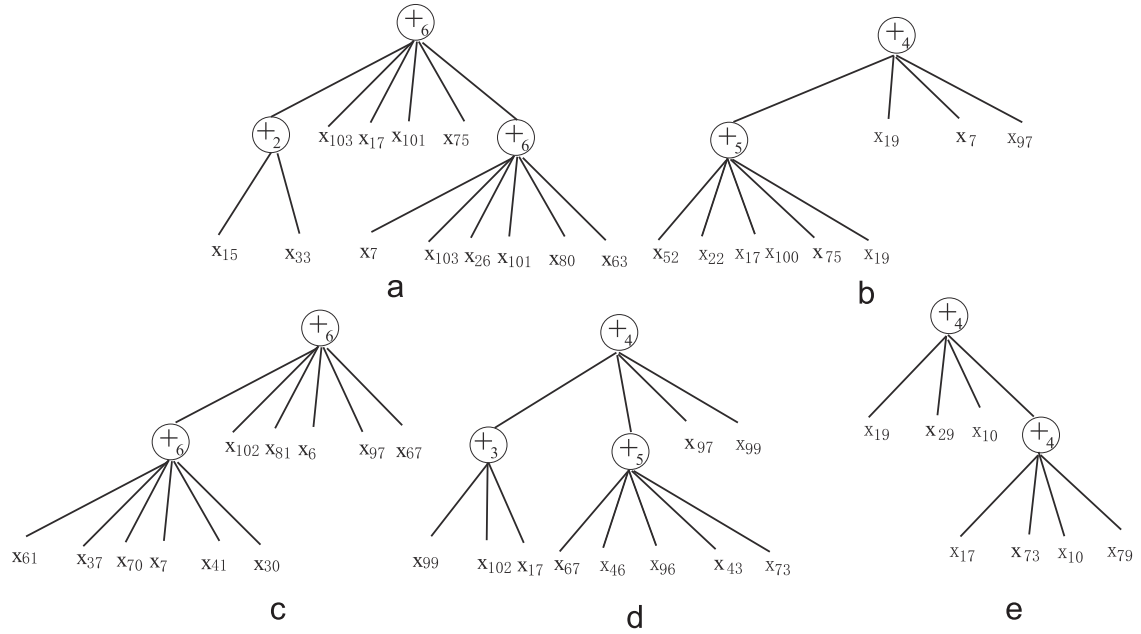 +6
+4
+2 x103 x17 x101 x75 +6
+5 x19 x7 x97
x15 x33 x7 x103 x26 x101 x80 x63
x52 x22 x17 x100 x75 x19
a
b
+6
+4
+4
+6 x102 x81 x6 x97 x67
+3 +5 x97 x99
x19 x29 x10 +4
x61 x37 x70 x7 x41 x30
x99 x102 x17 x67 x46 x96 x43 x73
x17 x73 x10 x79
c
d
e